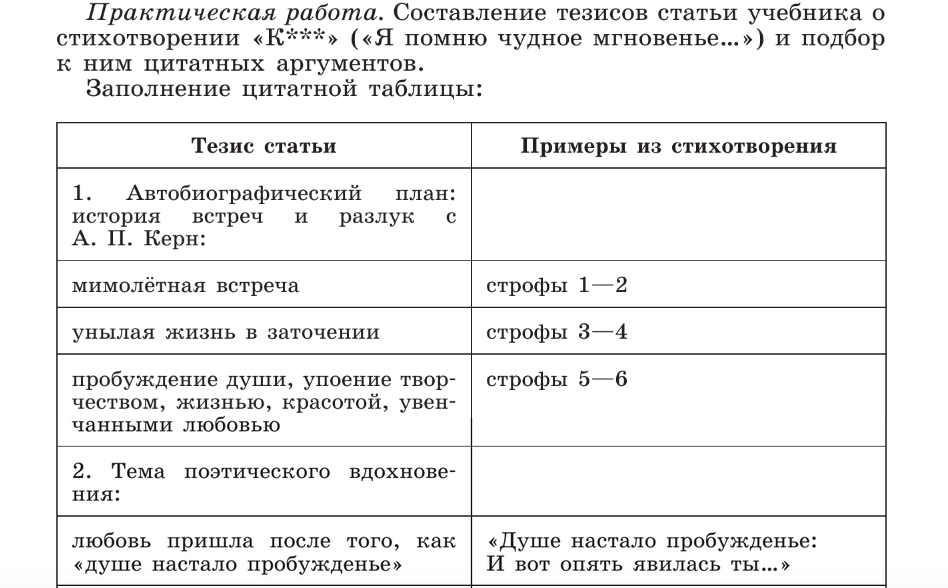 Практическая работа. Составление тезисов статьи учебника о
стихотворении «К***» («Я помню чудное мгновенье...») и подбор
к ним цитатных аргументов.
Заполнение цитатной таблицы:
Тезис статьи
Примеры из стихотворения
1. Автобиографический план:
история встреч и разлук с
А. П. Керн:
мимолётная встреча
строфы 1—2
унылая жизнь в заточении
строфы 3—4
пробуждение души, упоение твор-
чеством, жизнью, красотой, увен-
чанными любовью
строфы 5—6
2. Тема поэтического вдохнове-
ния:
любовь пришла после того, как
«душе настало пробужденье»
«Душе настало пробужденье:
И вот опять явилась ты...»